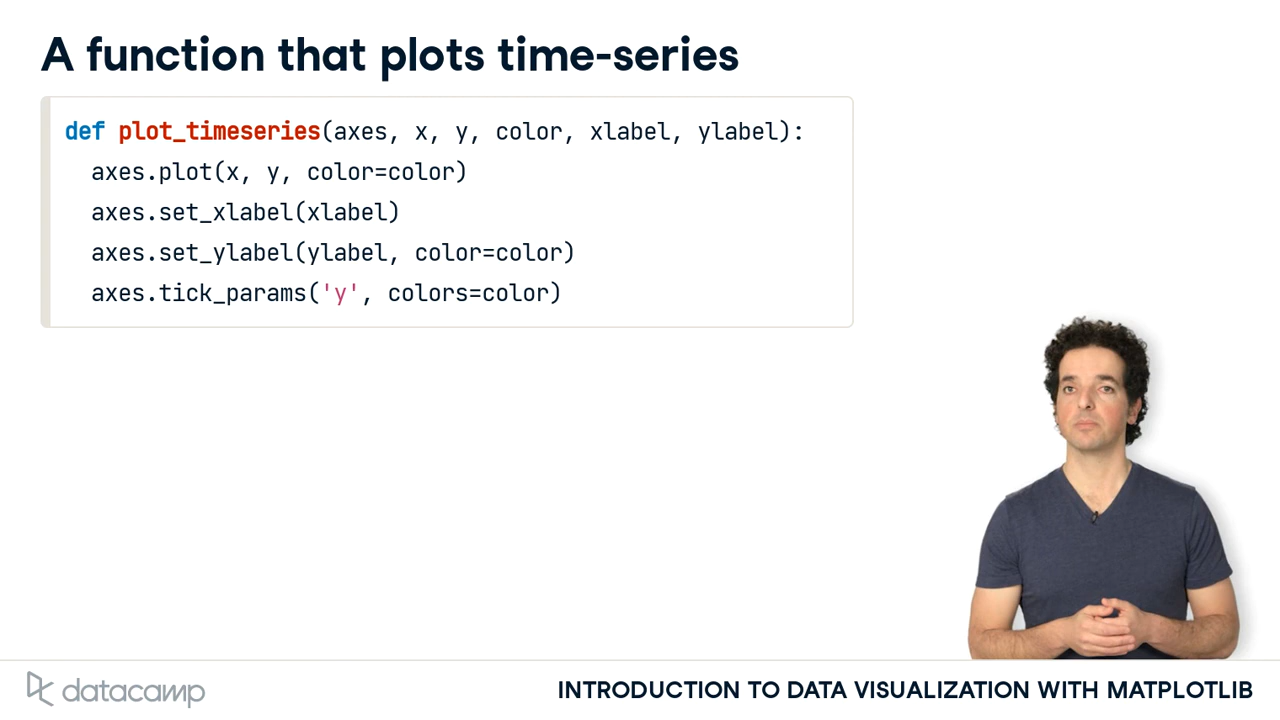 A function that plots time-series
def plot_timeseries(axes, x, y, color, xlabel, ylabel):
  axes.plot(x, y, color=color)
  axes.set_xlabel(xlabel)
  axes.set_ylabel(ylabel, color=color)
  axes.tick_params('y', colors=color)
datacamp
INTRODUCTION TO DATA VISUALIZATION WITH MATPLOTLIB